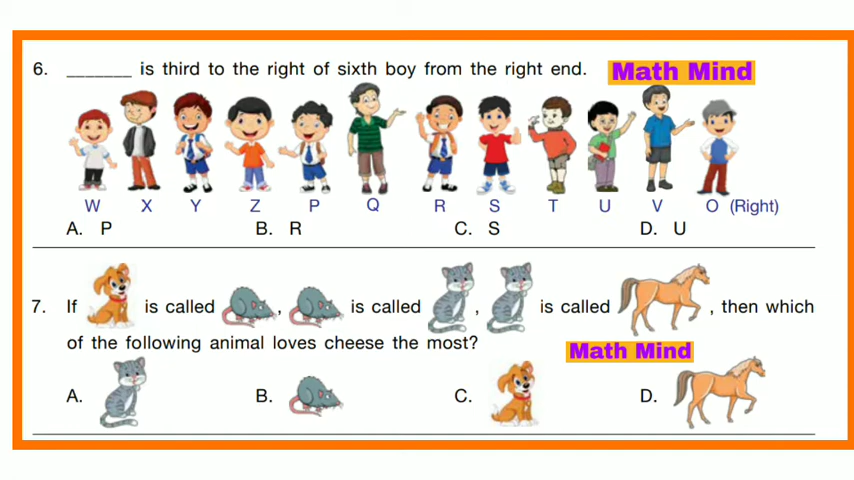 6. _______ is third to the right of sixth boy from the right end. Math Mind
W X Y Z P Q R S T U V O (Right)
A. P B. R C. S D. U
7. If is called , is called , is called , then which
of the following animal loves cheese the most?
Math Mind
A. B. C. D.